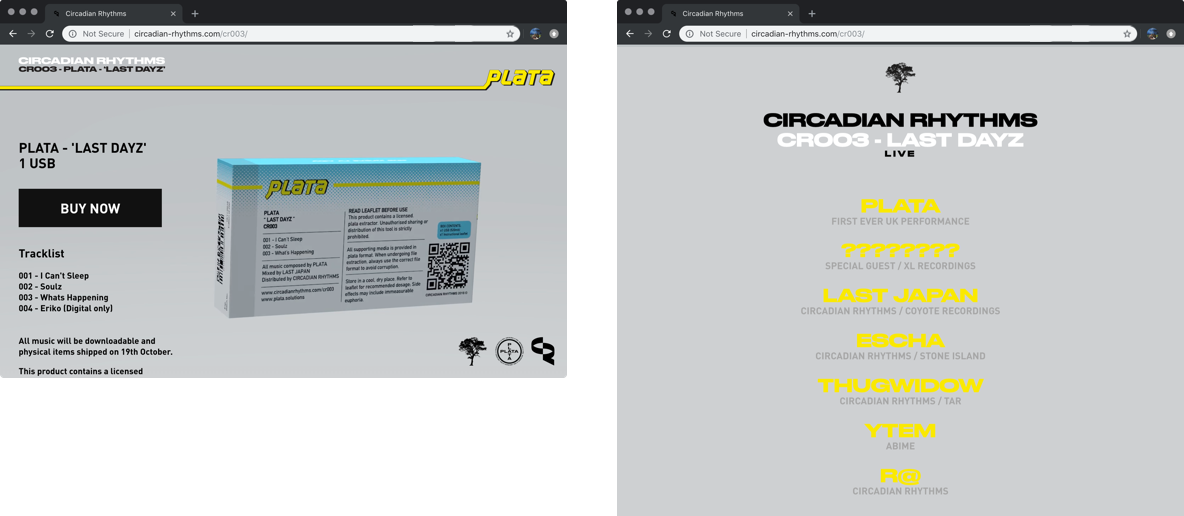 Circadian Rhythms
Not Secure | circadian-rhythms.com/cr003/
CIRCADIAN RHYTHMS
CR003 - PLATA - 'LAST DAYZ'
PLATA
PLATA - 'LAST DAYZ'
1 USB
BUY NOW
Tracklist
001 - I Can't Sleep
002 - Soulz
003 - Whats Happening
004 - Eriko (Digital only)
All music will be downloadable and
physical items shipped on 19th October.
This product contains a licensed
PLATA
PLATA
"LAST DAYZ"
CR003
001 - I Can't Sleep
002 - Soulz
003 - What's Happening
All music composed by PLATA
Mixed by LAST JAPAN
Distributed by CIRCADIAN RHYTHMS
www.circadianrhythms.com/cr003
www.plata.solutions
READ LEAFLET BEFORE USE
This product contains a licensed
plata extractor. Unauthorised sharing or
distribution of this tool is strictly
prohibited.
All supporting media is provided in
plata format. When undergoing file
extraction, always use the correct file
format to avoid corruption.
Store in a cool, dry place. Refer to
leaflet for recommended dosage. Side
effects may include immeasurable
euphoria.
PLATA
Circadian Rhythms
Not Secure | circadian-rhythms.com/cr003/
CIRCADIAN RHYTHMS
CR003 - LAST DAYZ
LIVE
PLATA
FIRST EVER UK PERFORMANCE
????????
SPECIAL GUEST / XL RECORDINGS
LAST JAPAN
CIRCADIAN RHYTHMS / COYOTE RECORDINGS
ESCHA
CIRCADIAN RHYTHMS / STONE ISLAND
THUGWIDOW
CIRCADIAN RHYTHMS / TAR
YTEM
ABIME
R@
CIRCADIAN RHYTHMS